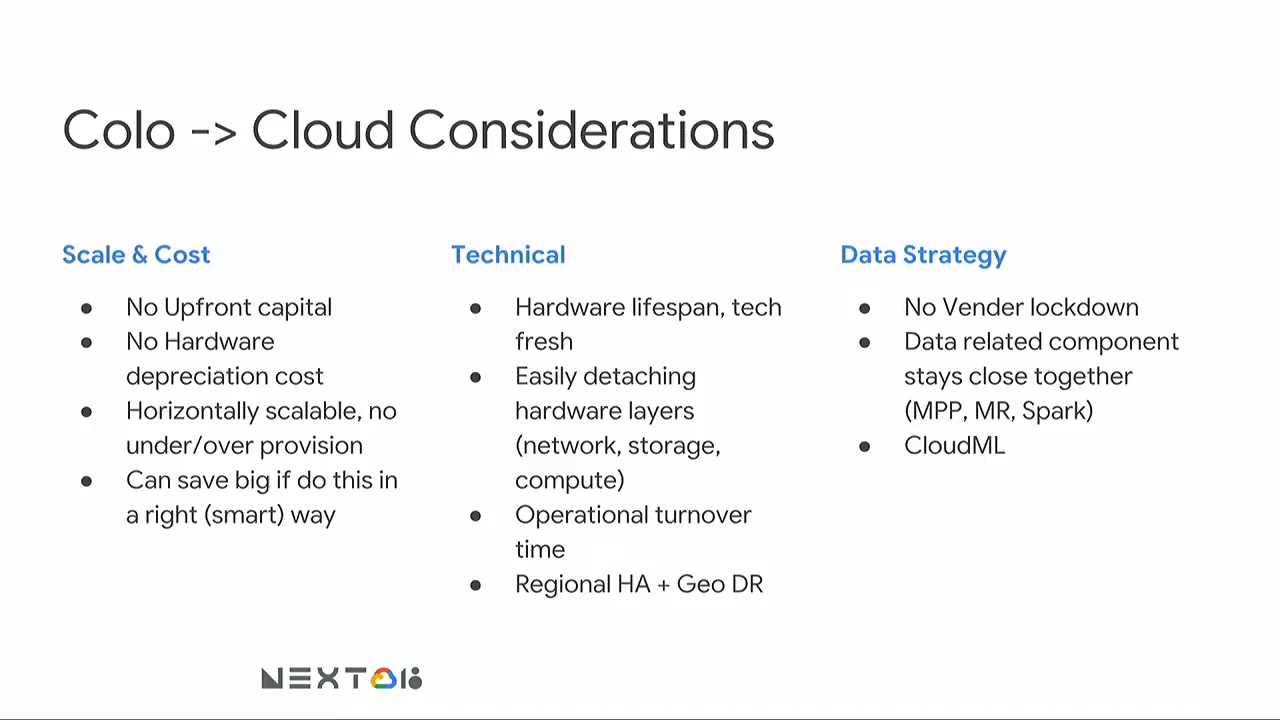 Colo -> Cloud Considerations
Scale & Cost
● No Upfront capital
● No Hardware
depreciation cost
● Horizontally scalable, no
under/over provision
● Can save big if do this in
a right (smart) way
Technical
● Hardware lifespan, tech
fresh
● Easily detaching
hardware layers
(network, storage,
compute)
● Operational turnover
time
● Regional HA + Geo DR
Data Strategy
● No Vender lockdown
● Data related component
stays close together
(MPP, MR, Spark)
● CloudML
NEXT 18